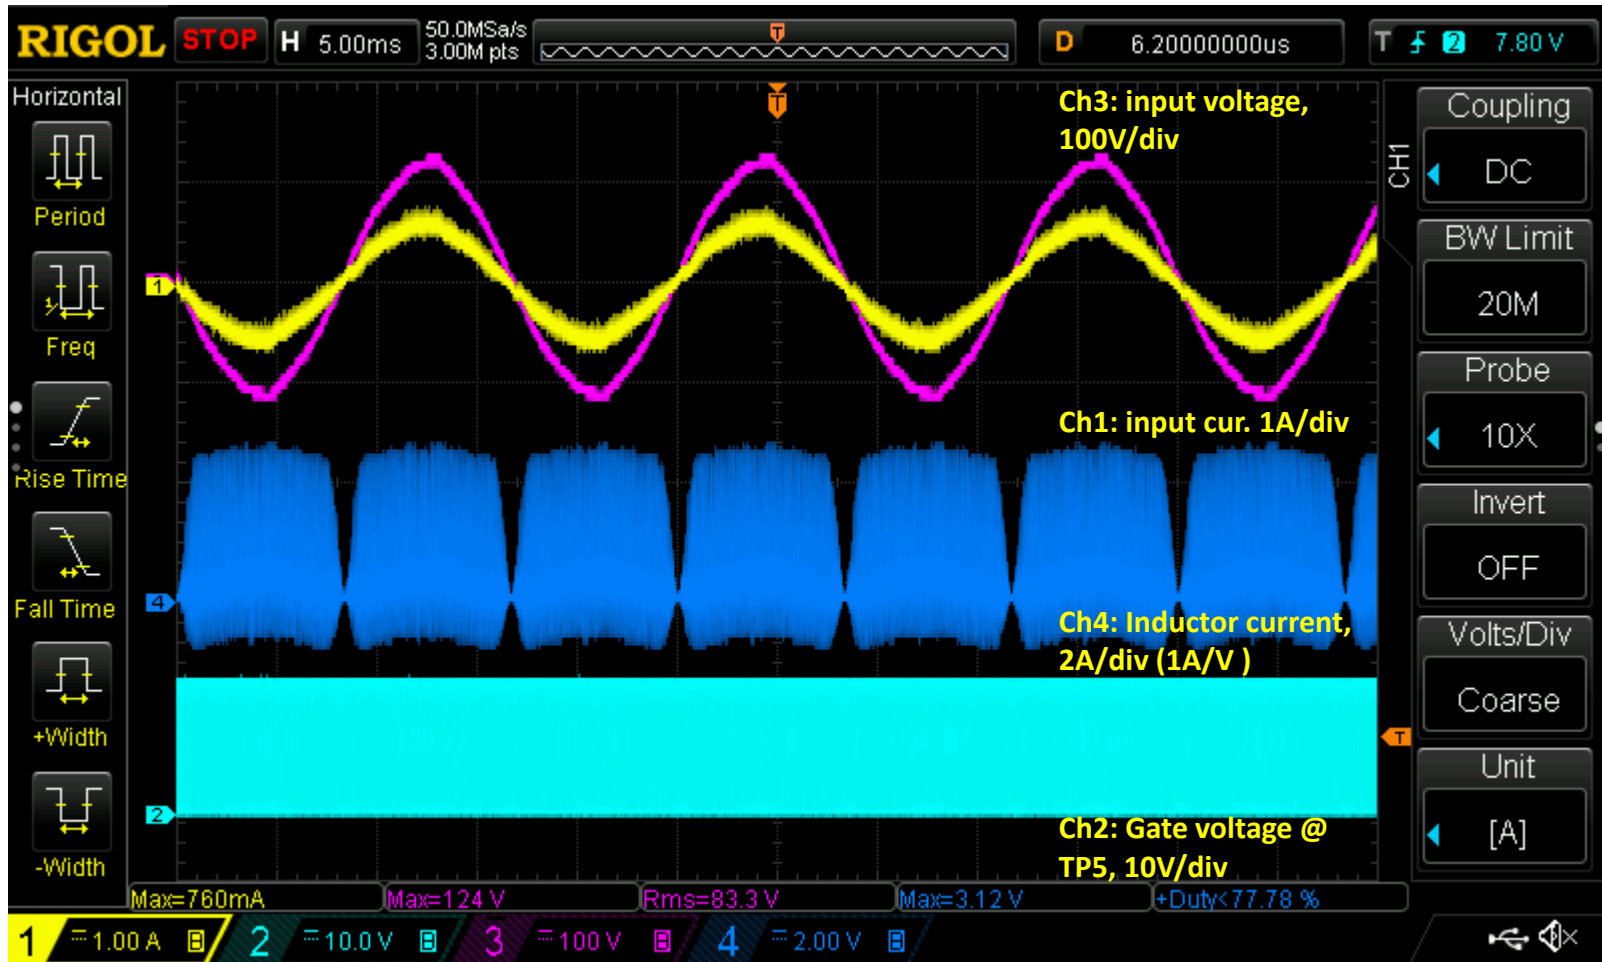 RIGOL STOP H 5.00ms 50.0MSa/s 3.00M pts T D 6.20000000us T 2 7.80 V
Horizontal
Period
Freq
Rise Time
Fall Time
+Width
-Width
T
Ch3: input voltage,
100V/div
1
Ch1: input cur. 1A/div
4
Ch4: Inductor current,
2A/div (1A/V )
T
2
Ch2: Gate voltage @
TP5, 10V/div
CH1
Coupling
DC
BW Limit
20M
Probe
10X
Invert
OFF
Volts/Div
Coarse
Unit
[A]
Max=760mA Max=124 V Rms=83.3 V Max=3.12 V +Duty<77.78 %
1 1.00 A B 2 10.0 V B 3 100 V B 4 2.00 V B